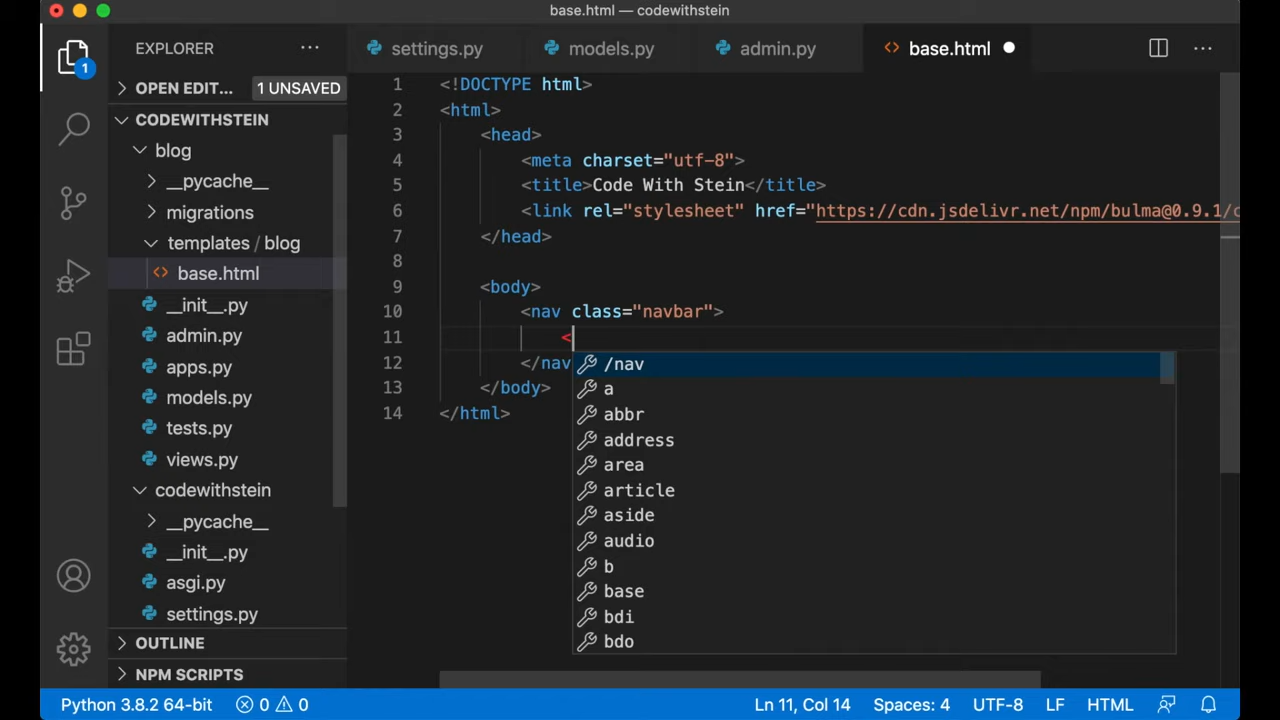 base.html — codewithstein
EXPLORER
settings.py
models.py
admin.py
<> base.html
1
OPEN EDIT...
1 UNSAVED
CODEWITHSTEIN
blog
__pycache__
migrations
templates / blog
<> base.html
__init__.py
admin.py
apps.py
models.py
tests.py
views.py
codewithstein
__pycache__
__init__.py
asgi.py
settings.py
OUTLINE
NPM SCRIPTS
1 <!DOCTYPE html>
2 <html>
3 <head>
4 <meta charset="utf-8">
5 <title>Code With Stein</title>
6 <link rel="stylesheet" href="https://cdn.jsdelivr.net/npm/bulma@0.9.1/c
7 </head>
8
9 <body>
10 <nav class="navbar">
11 <
12 </nav
13 </body>
14 </html>
/nav
a
abbr
address
area
article
aside
audio
b
base
bdi
bdo
Python 3.8.2 64-bit
0
0
Ln 11, Col 14
Spaces: 4
UTF-8
LF
HTML